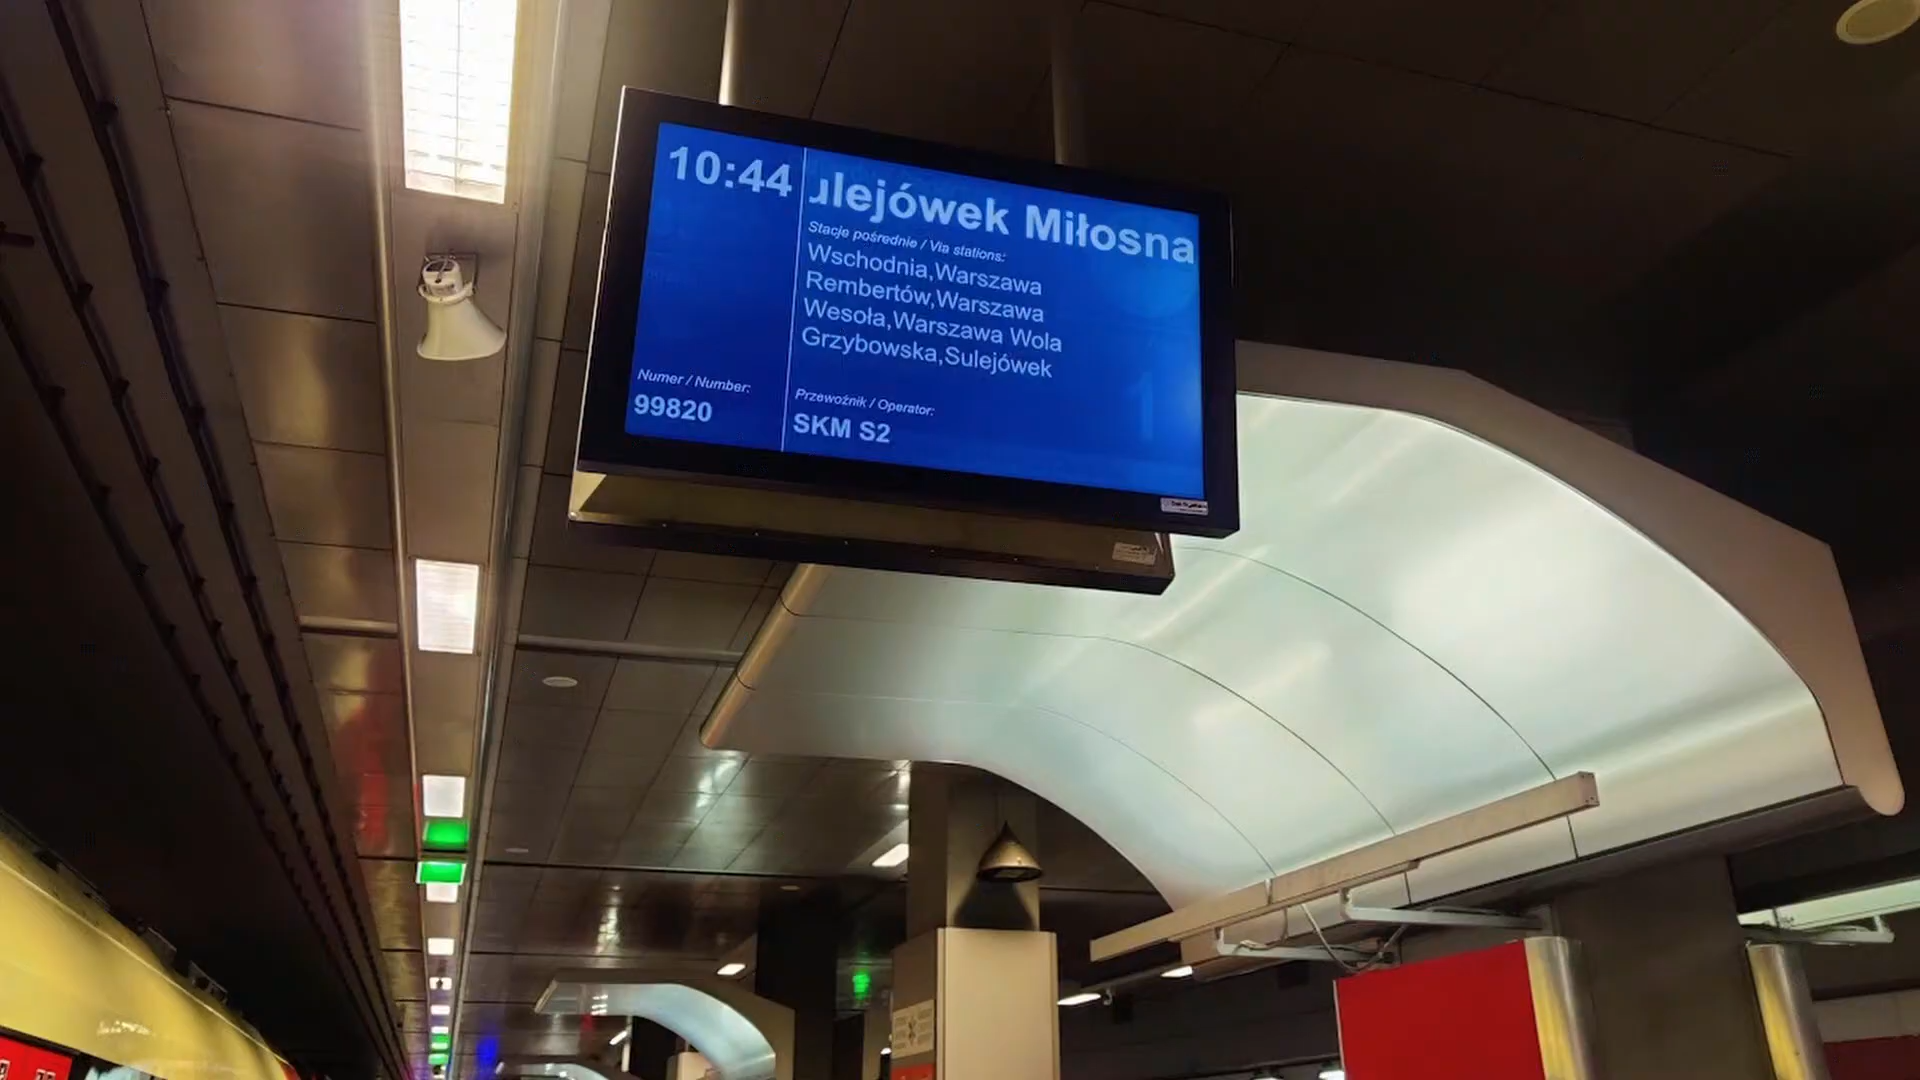 10:44
ulejówek Miłosna
Stacje pośrednie / Via stations:
Wschodnia,Warszawa
Rembertów,Warszawa
Wesoła,Warszawa Wola
Grzybowska,Sulejówek
Numer / Number:
99820
Przewoźnik / Operator:
SKM S2